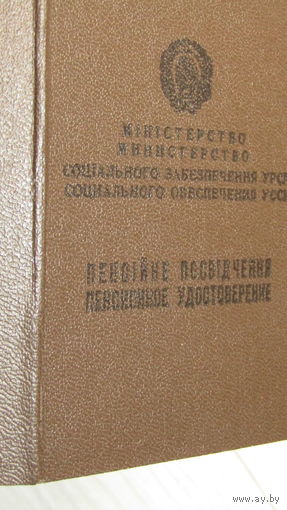 МІНІСТЕРСТВО
МИНИСТЕРСТВО
СОЦІАЛЬНОГО ЗАБЕЗПЕЧЕННЯ УРСР
СОЦИАЛЬНОГО ОБЕСПЕЧЕНИЯ УССР
ПЕНСІЙНЕ ПОСВІДЧЕННЯ
ПЕНСИОННОЕ УДОСТОВЕРЕНИЕ
www.ay.by